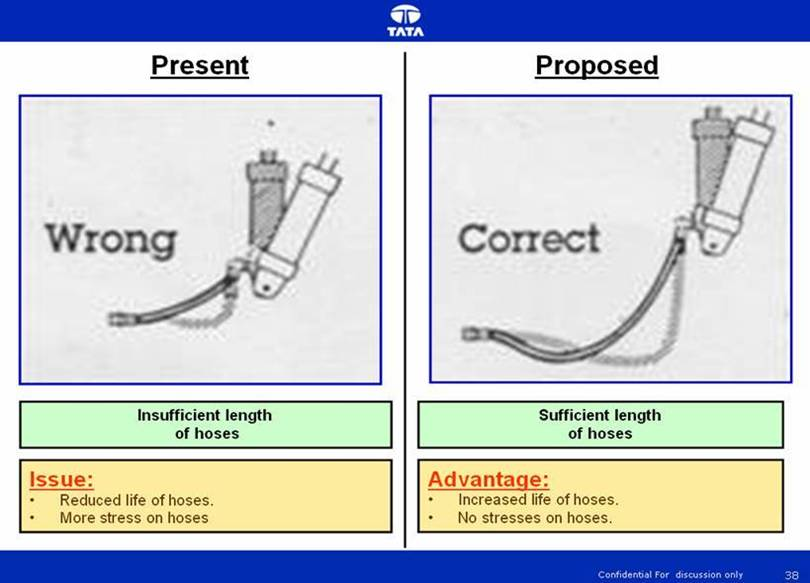 TATA
Present
Proposed
Wrong
Correct
Insufficient length
of hoses
Sufficient length
of hoses
Issue:
• Reduced life of hoses.
• More stress on hoses
Advantage:
• Increased life of hoses.
• No stresses on hoses.
Confidential For discussion only
38